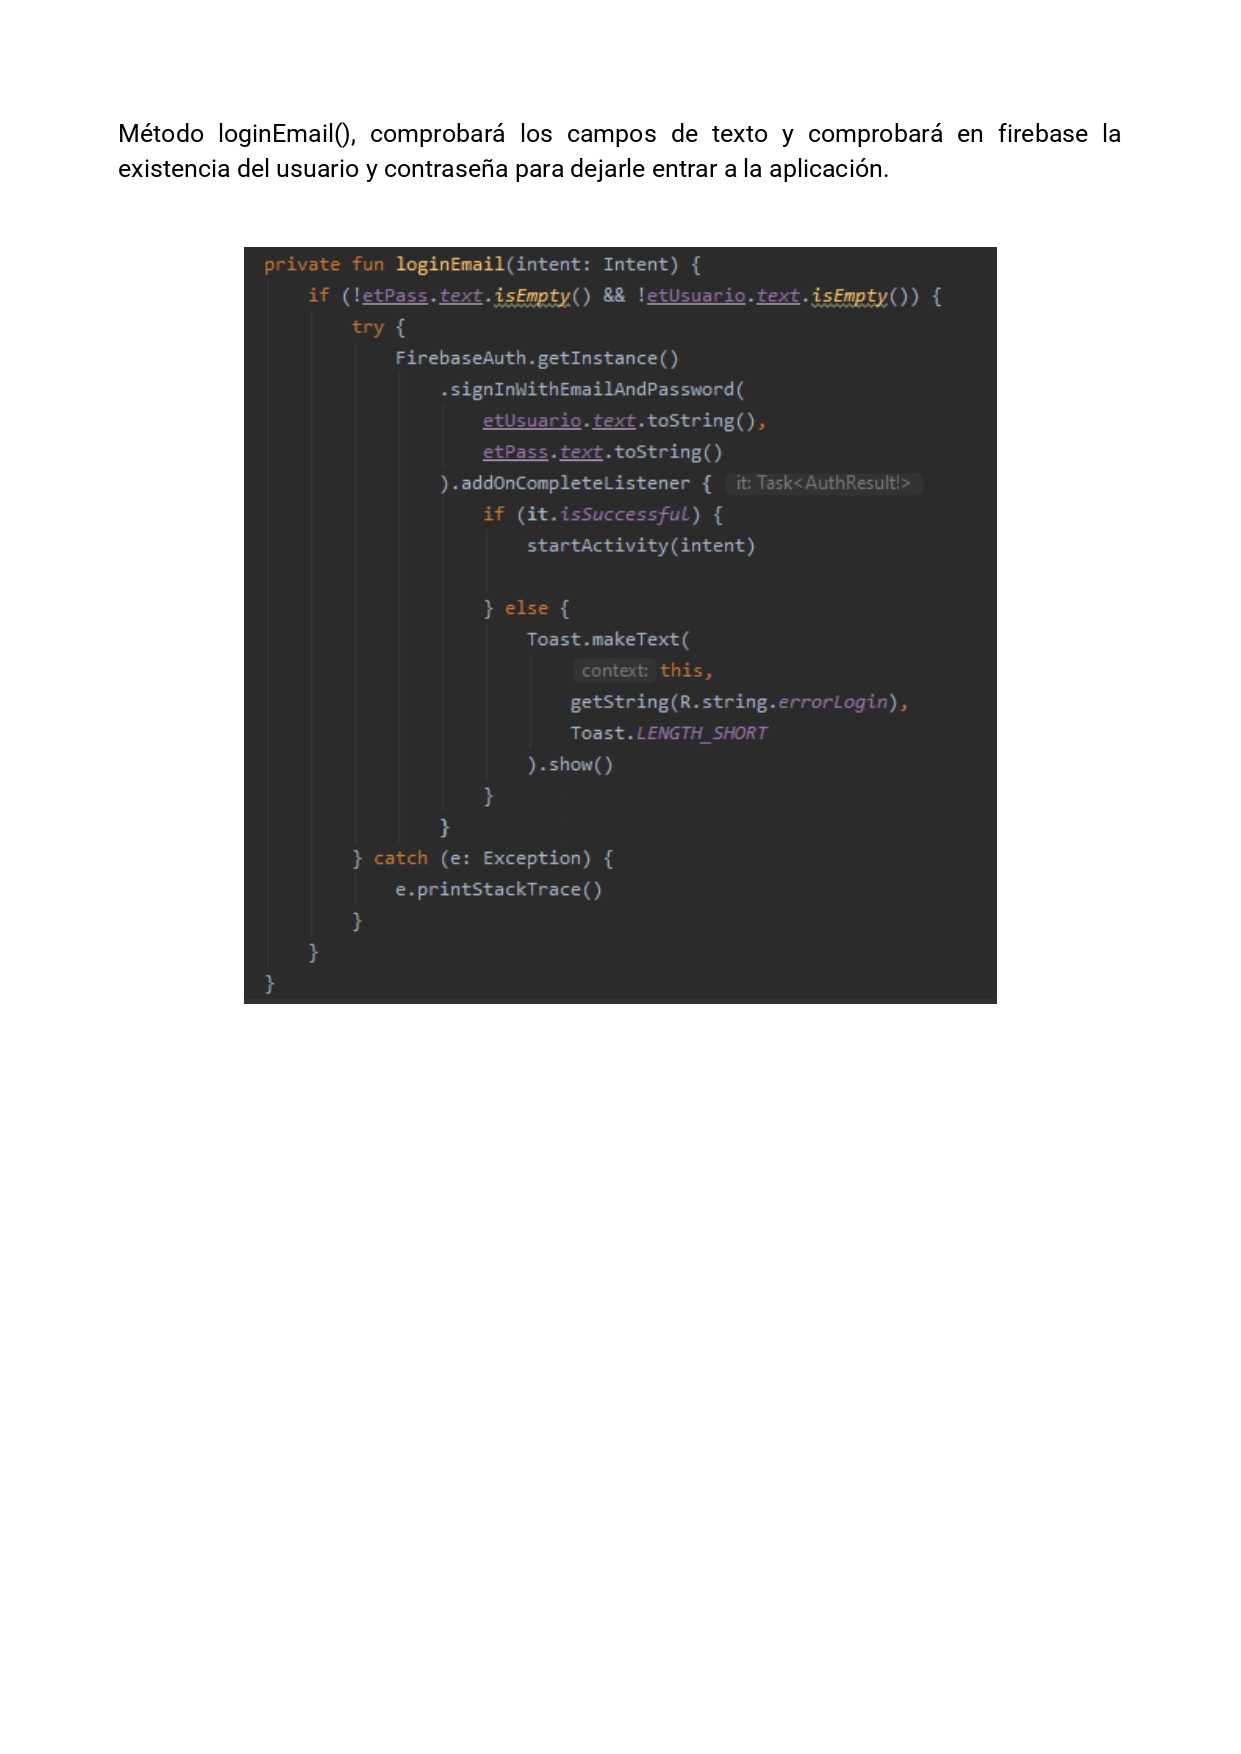 Método loginEmail(), comprobará los campos de texto y comprobará en firebase la
existencia del usuario y contraseña para dejarle entrar a la aplicación.
private fun loginEmail(intent: Intent) {
if (!etPass.text.isEmpty() && !etUsuario.text.isEmpty()) {
try {
FirebaseAuth.getInstance()
.signInWithEmailAndPassword(
etUsuario.text.toString(),
etPass.text.toString()
).addOnCompleteListener { it: Task<AuthResult!>
if (it.isSuccessful) {
startActivity(intent)
} else {
Toast.makeText(
context: this,
getString(R.string.errorLogin),
Toast.LENGTH_SHORT
).show()
}
}
} catch (e: Exception) {
e.printStackTrace()
}
}
}